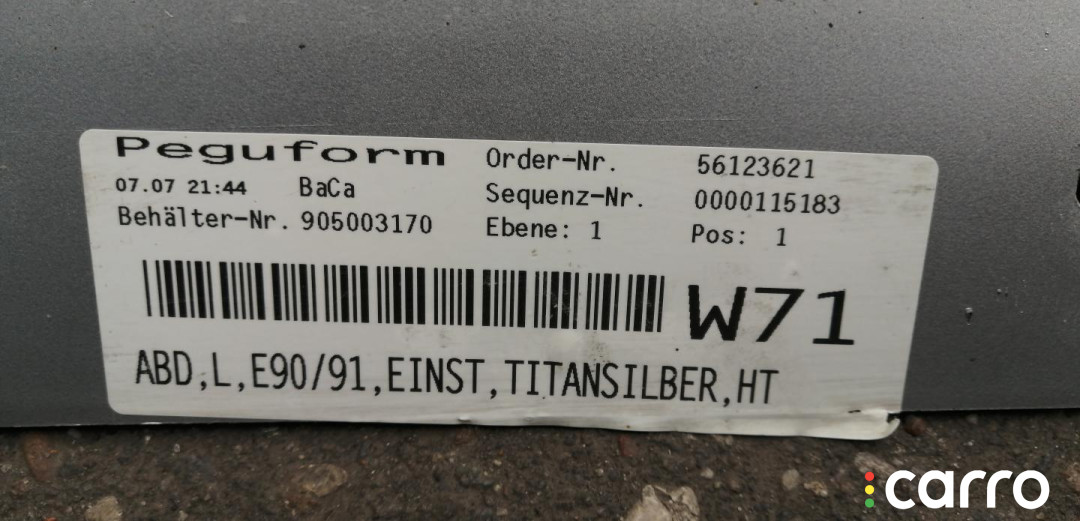 Peguform Order-Nr. 56123621
07.07 21:44 BaCa Sequenz-Nr. 0000115183
Behälter-Nr. 905003170 Ebene: 1 Pos: 1
W71
ABD,L,E90/91,EINST,TITANSILBER,HT
carro